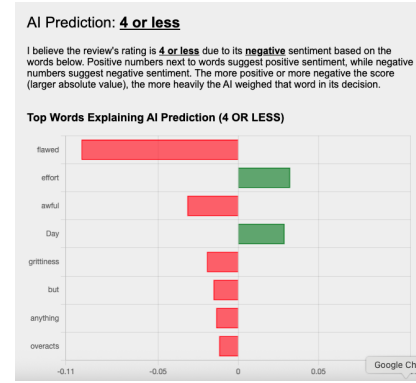 AI Prediction: 4 or less
I believe the review's rating is 4 or less due to its negative sentiment based on the
words below. Positive numbers next to words suggest positive sentiment, while negative
numbers suggest negative sentiment. The more positive or more negative the score
(larger absolute value), the more heavily the AI weighed that word in its decision.
Top Words Explaining AI Prediction (4 OR LESS)
flawed
effort
awful
Day
grittiness
but
anything
overacts
-0.11 -0.05 0 0.05
Google Ch